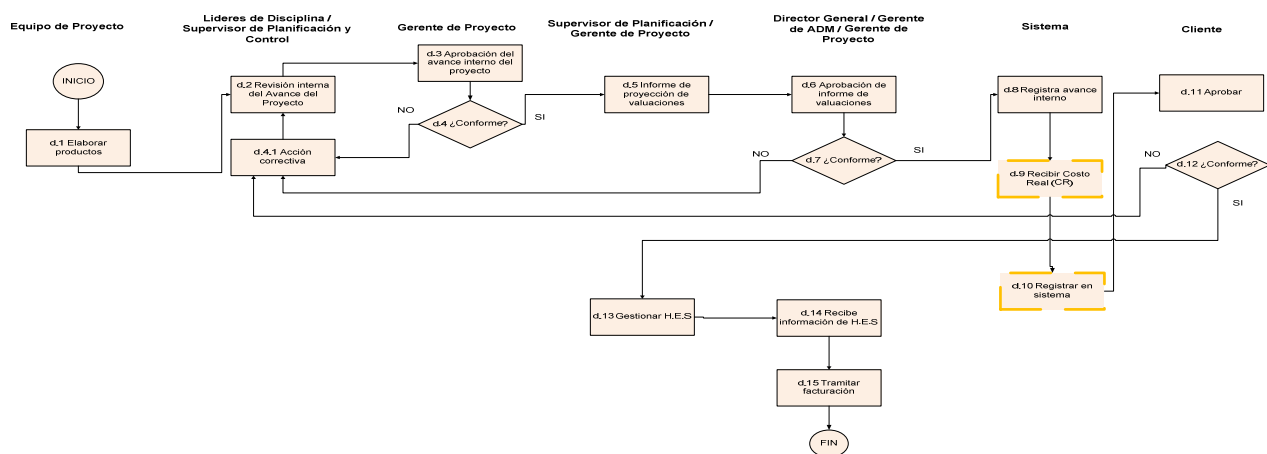 Equipo de Proyecto
Lideres de Disciplina /
Supervisor de Planificación y
Control
Gerente de Proyecto
Supervisor de Planificación /
Gerente de Proyecto
Director General / Gerente
de ADM / Gerente de
Proyecto
Sistema
Cliente
INICIO
d.1 Elaborar
productos
d.2 Revisión interna
del Avance del
Proyecto
d.3 Aprobación del
avance interno del
proyecto
d.4 ¿Conforme?
NO
SI
d.4.1 Acción
correctiva
d.5 Informe de
proyección de
valuaciones
d.6 Aprobación de
informe de
valuaciones
d.7 ¿Conforme?
NO
SI
d.8 Registra avance
interno
d.9 Recibir Costo
Real (CR)
d.10 Registrar en
sistema
d.11 Aprobar
d.12 ¿Conforme?
NO
SI
d.13 Gestionar H.E.S
d.14 Recibe
información de H.E.S
d.15 Tramitar
facturación
FIN